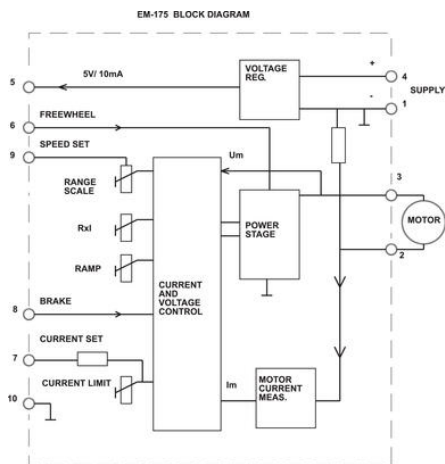 EM-175 BLOCK DIAGRAM
5
5V/ 10mA
VOLTAGE
REG.
+
4
-
1
SUPPLY
6
FREEWHEEL
9
SPEED SET
RANGE
SCALE
Um
3
RxI
POWER
STAGE
MOTOR
RAMP
2
CURRENT
AND
VOLTAGE
CONTROL
8
BRAKE
7
CURRENT SET
CURRENT LIMIT
Im
MOTOR
CURRENT
MEAS.
10